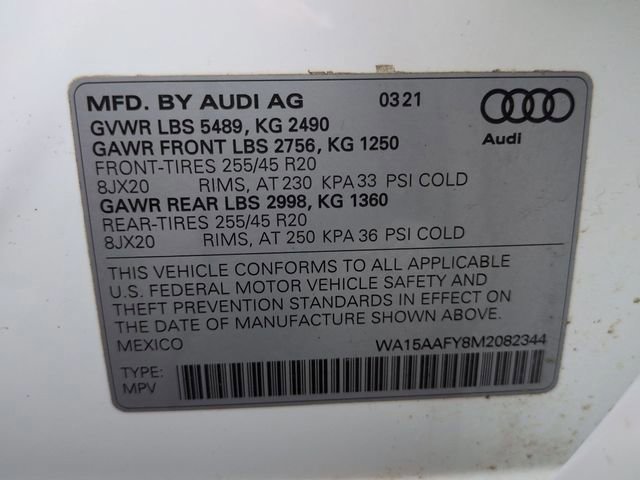 MFD. BY AUDI AG 0321
GVWR LBS 5489, KG 2490
GAWR FRONT LBS 2756, KG 1250
Audi
FRONT-TIRES 255/45 R20
8JX20 RIMS, AT 230 KPA 33 PSI COLD
GAWR REAR LBS 2998, KG 1360
REAR-TIRES 255/45 R20
8JX20 RIMS, AT 250 KPA 36 PSI COLD
THIS VEHICLE CONFORMS TO ALL APPLICABLE
U.S. FEDERAL MOTOR VEHICLE SAFETY AND
THEFT PREVENTION STANDARDS IN EFFECT ON
THE DATE OF MANUFACTURE SHOWN ABOVE.
MEXICO WA15AAFY8M2082344
TYPE:
MPV